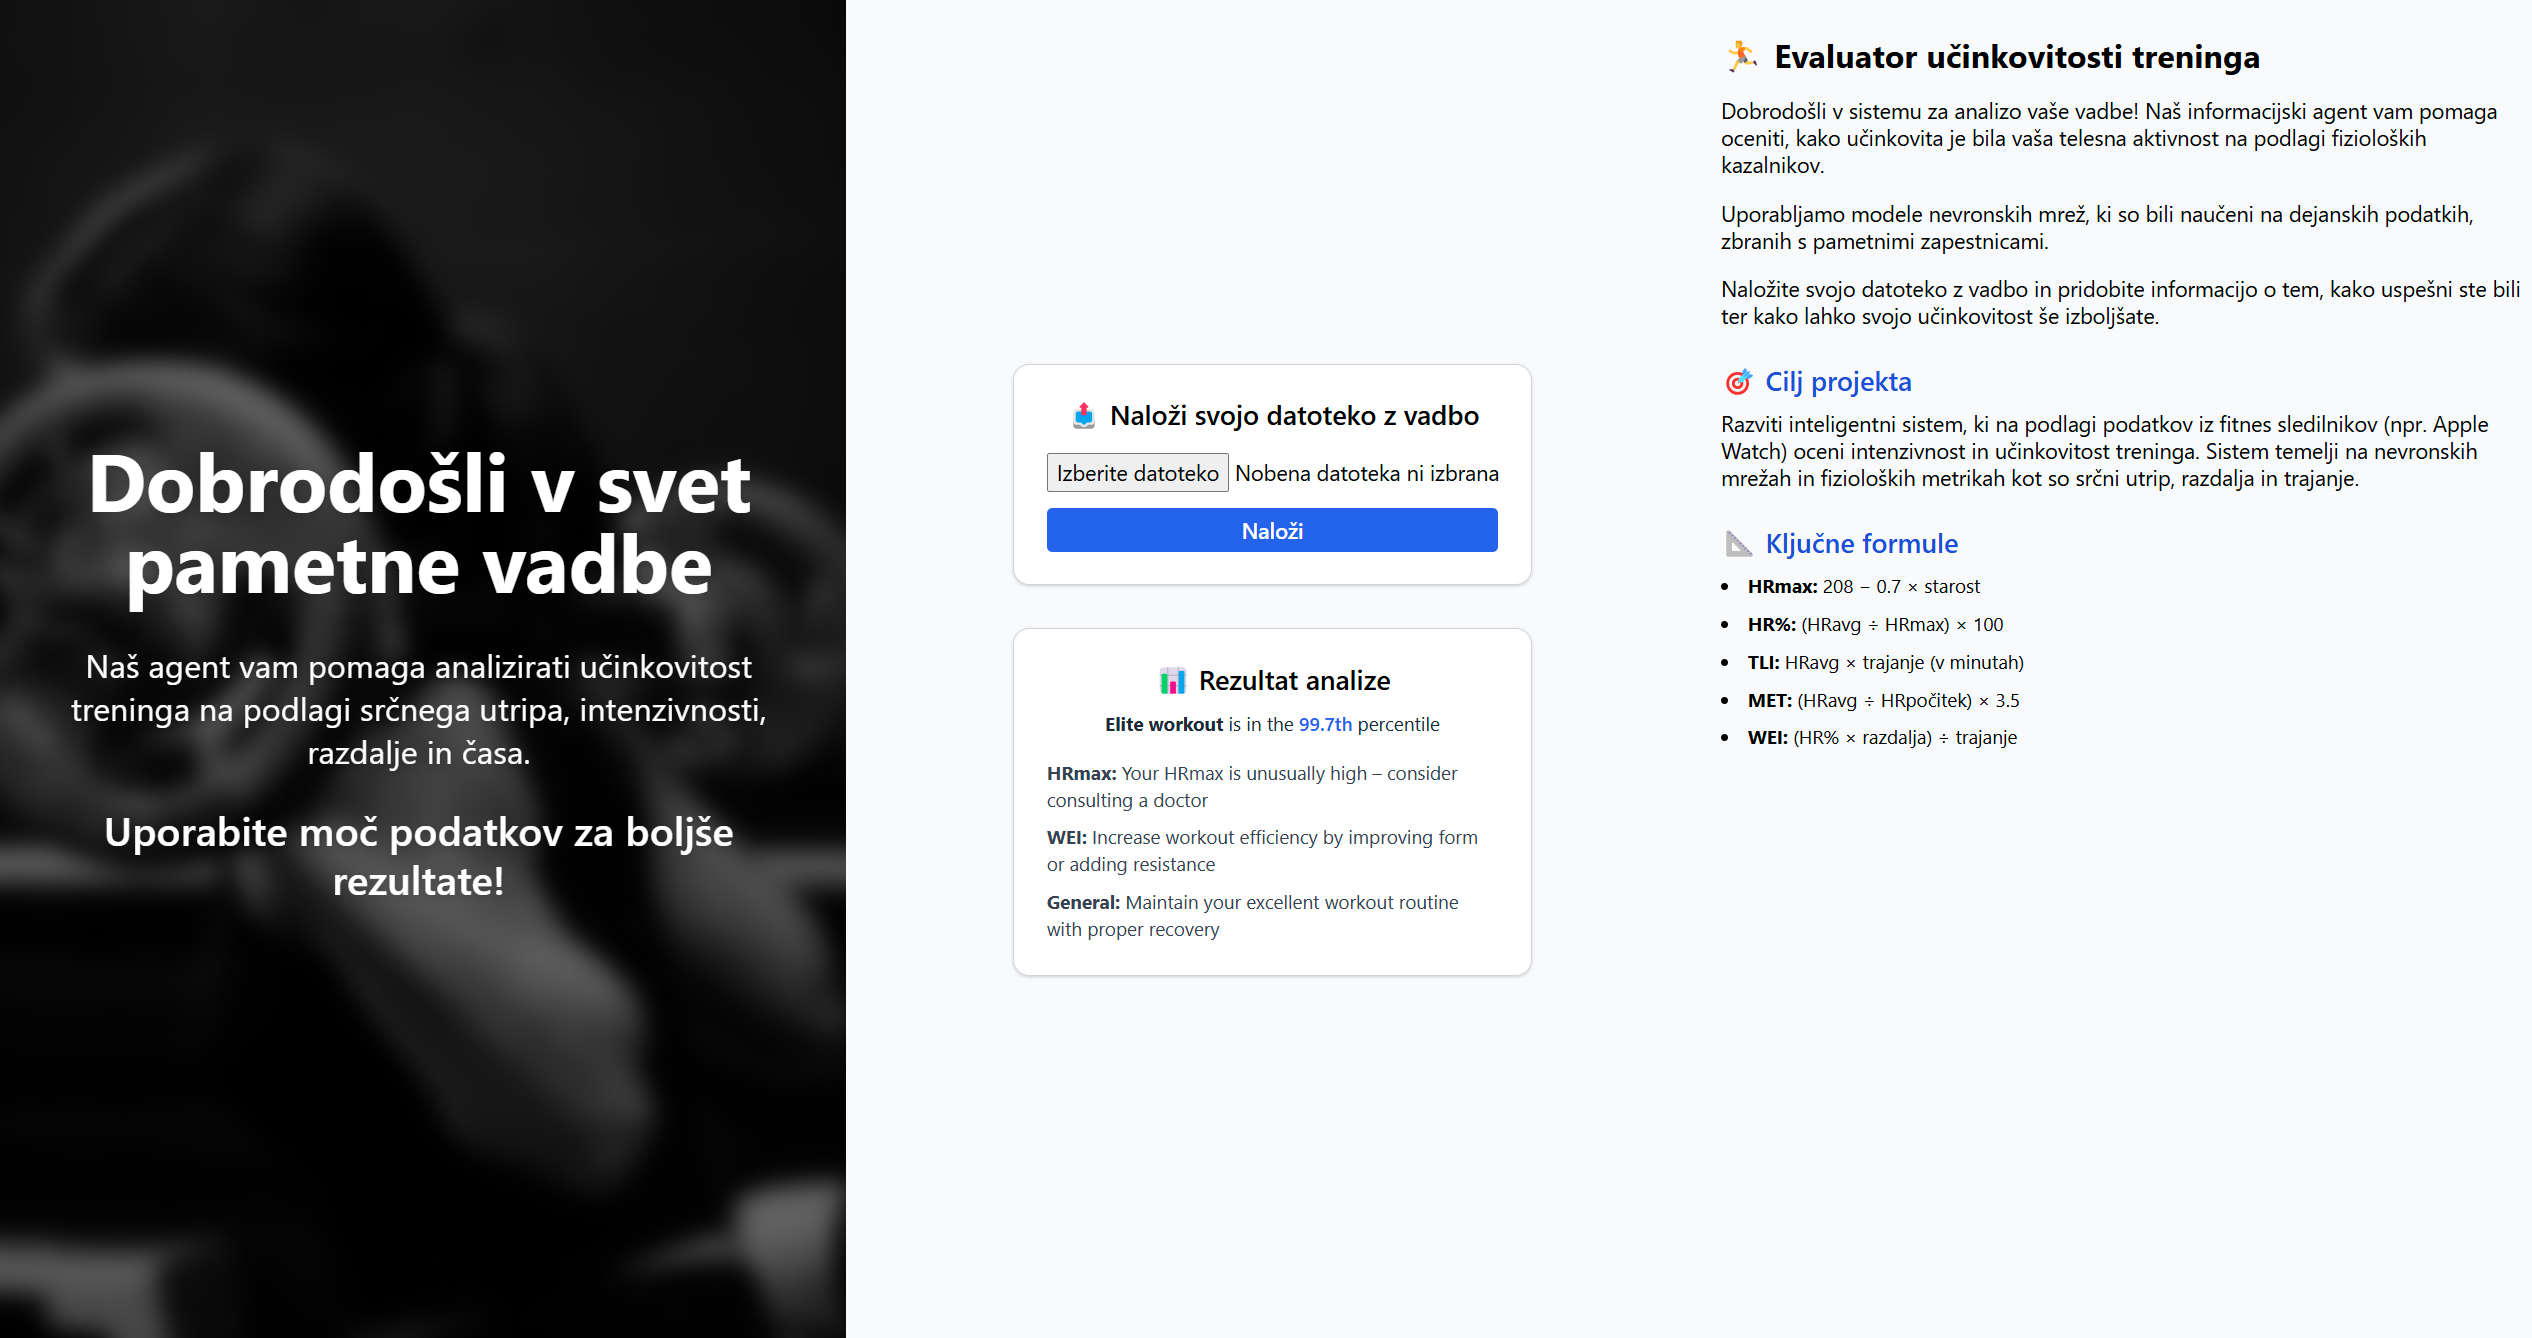 Dobrodošli v svet
pametne vadbe
Naš agent vam pomaga analizirati učinkovitost
treninga na podlagi srčnega utripa, intenzivnosti,
razdalje in časa.
Uporabite moč podatkov za boljše
rezultate!
Naloži svojo datoteko z vadbo
Izberite datoteko Nobena datoteka ni izbrana
Naloži
Rezultat analize
Elite workout is in the 99.7th percentile
HRmax: Your HRmax is unusually high – consider
consulting a doctor
WEI: Increase workout efficiency by improving form
or adding resistance
General: Maintain your excellent workout routine
with proper recovery
Evaluator učinkovitosti treninga
Dobrodošli v sistemu za analizo vaše vadbe! Naš informacijski agent vam pomaga
oceniti, kako učinkovita je bila vaša telesna aktivnost na podlagi fizioloških
kazalnikov.
Uporabljamo modele nevronskih mrež, ki so bili naučeni na dejanskih podatkih,
zbranih s pametnimi zapestnicami.
Naložite svojo datoteko z vadbo in pridobite informacijo o tem, kako uspešni ste bili
ter kako lahko svojo učinkovitost še izboljšate.
Cilj projekta
Razviti inteligentni sistem, ki na podlagi podatkov iz fitnes sledilnikov (npr. Apple
Watch) oceni intenzivnost in učinkovitost treninga. Sistem temelji na nevronskih
mrežah in fizioloških metrikah kot so srčni utrip, razdalja in trajanje.
Ključne formule
• HRmax: 208 − 0.7 × starost
• HR%: (HRavg ÷ HRmax) × 100
• TLI: HRavg × trajanje (v minutah)
• MET: (HRavg ÷ HRpočitek) × 3.5
• WEI: (HR% × razdalja) ÷ trajanje